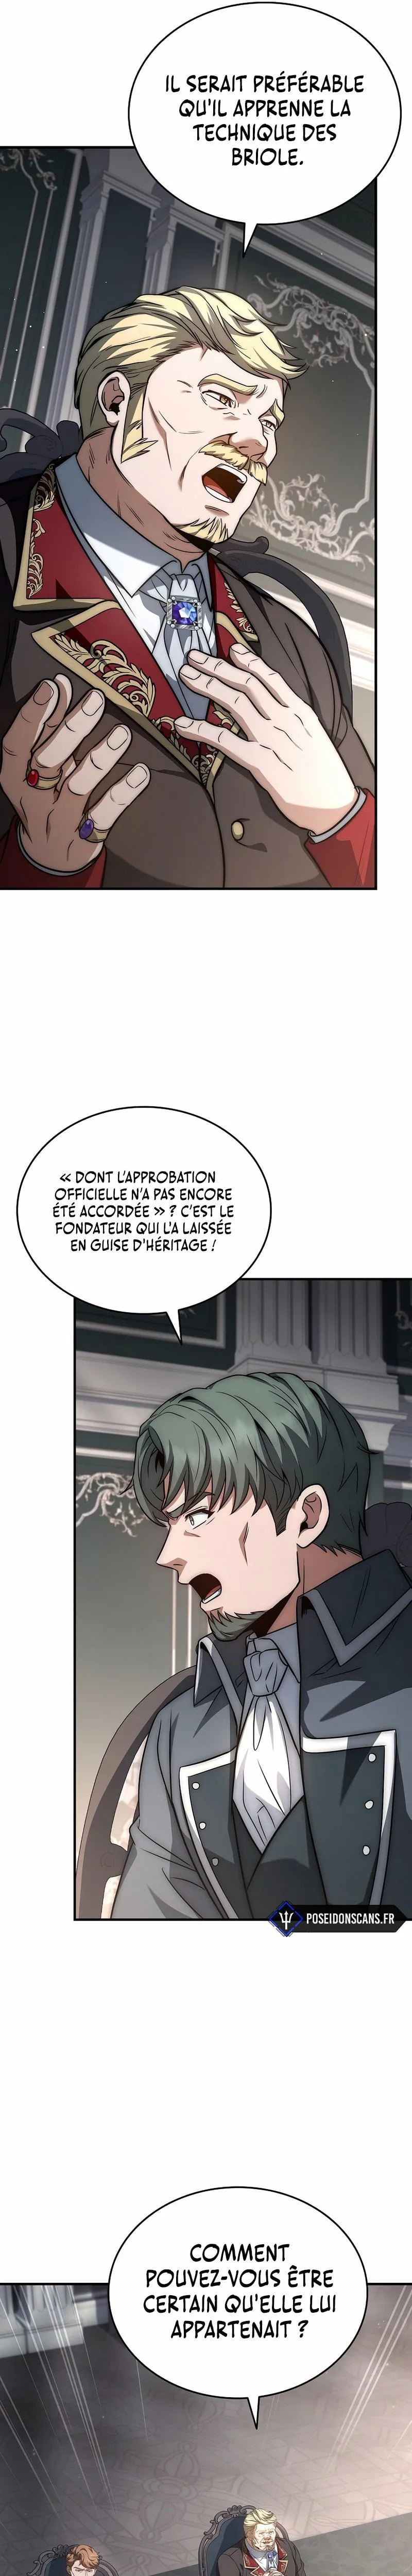 IL SERAIT PRÉFÉRABLE
QU'IL APPRENNE LA
TECHNIQUE DES
BRIOLE.
« DONT L'APPROBATION
OFFICIELLE N'A PAS ENCORE
ÉTÉ ACCORDÉE » ? C'EST LE
FONDATEUR QUI L'A LAISSÉE
EN GUISE D'HÉRITAGE !
POSEIDONSCANS.FR
COMMENT
POUVEZ-VOUS ÊTRE
CERTAIN QU'ELLE LUI
APPARTENAIT ?